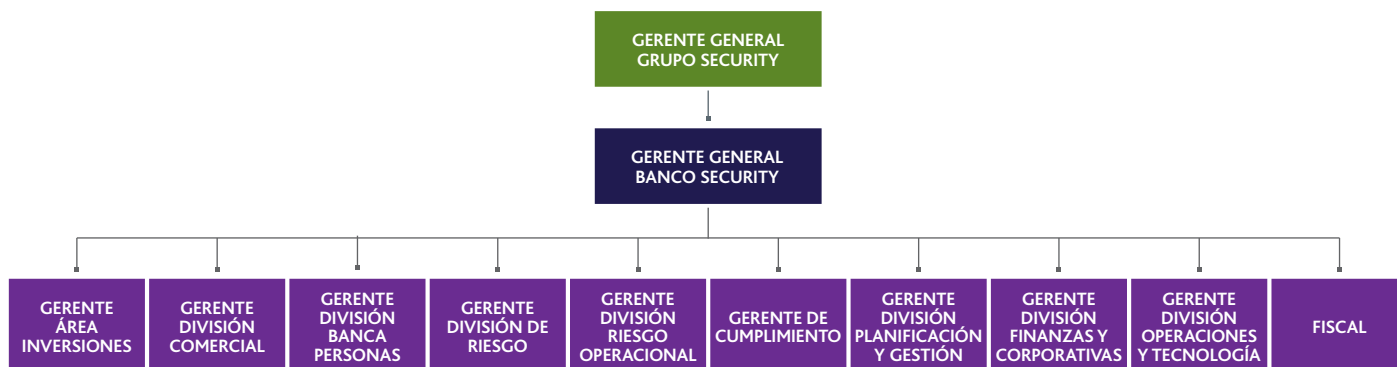 GERENTE GENERAL
GRUPO SECURITY
GERENTE GENERAL
BANCO SECURITY
GERENTE
ÁREA
INVERSIONES
GERENTE
DIVISIÓN
COMERCIAL
GERENTE
DIVISIÓN
BANCA
PERSONAS
GERENTE
DIVISIÓN DE
RIESGO
GERENTE
DIVISIÓN
RIESGO
OPERACIONAL
GERENTE DE
CUMPLIMIENTO
GERENTE
DIVISIÓN
PLANIFICACIÓN
Y GESTIÓN
GERENTE
DIVISIÓN
FINANZAS Y
CORPORATIVAS
GERENTE
DIVISIÓN
OPERACIONES
Y TECNOLOGÍA
FISCAL